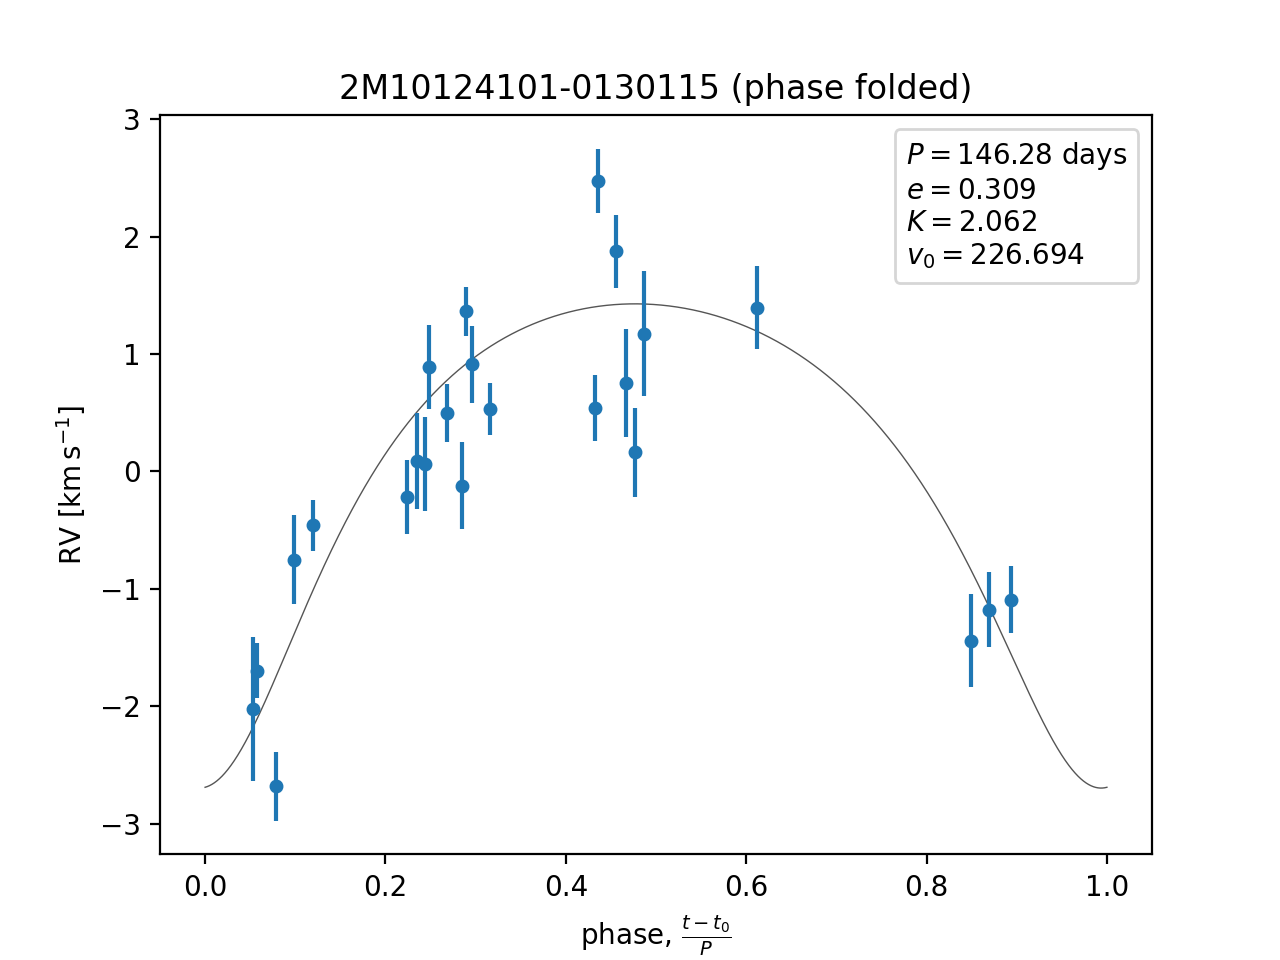 2M10124101-0130115 (phase folded)
P = 146.28 days
e = 0.309
K = 2.062
v₀ = 226.694
RV [km s⁻¹]
3
2
1
0
−1
−2
−3
0.0 0.2 0.4 0.6 0.8 1.0
phase, (t − t₀)/P